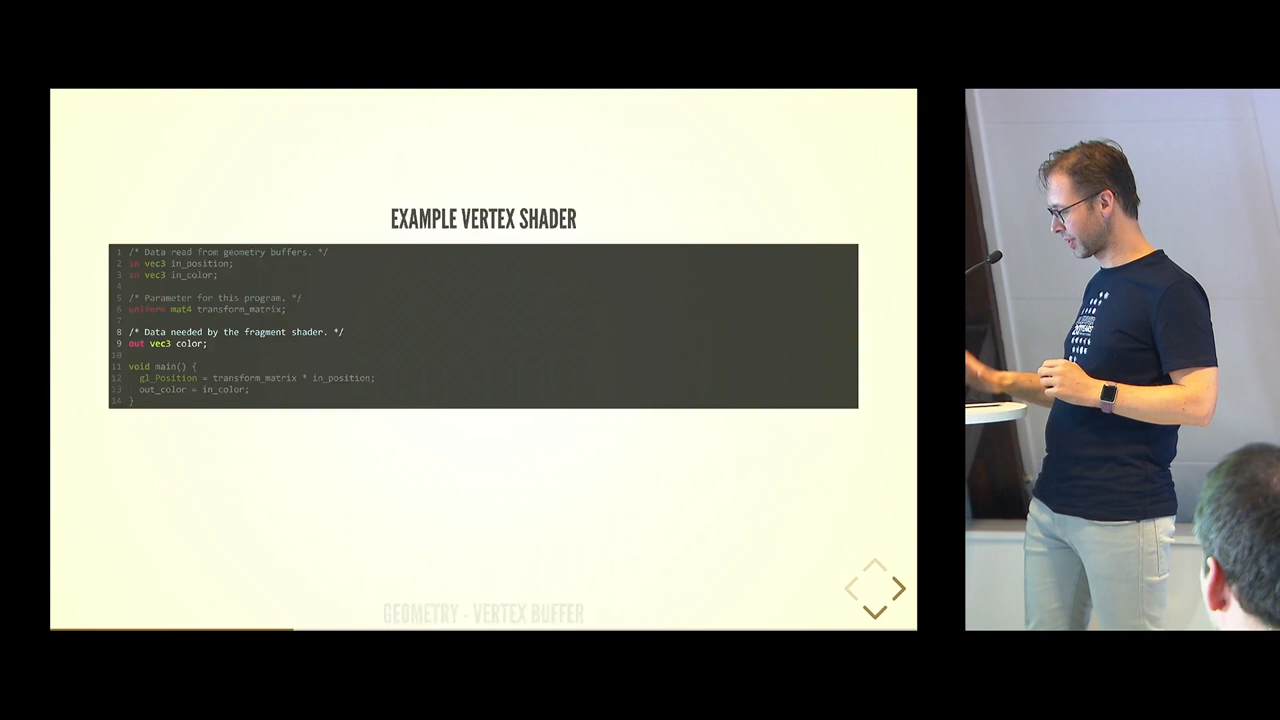 EXAMPLE VERTEX SHADER
1 /* Data read from geometry buffers. */
2 in vec3 in_position;
3 in vec3 in_color;
4
5 /* Parameter for this program. */
6 uniform mat4 transform_matrix;
7
8 /* Data needed by the fragment shader. */
9 out vec3 color;
10
11 void main() {
12 gl_Position = transform_matrix * in_position;
13 out_color = in_color;
14 }
GEOMETRY - VERTEX BUFFER